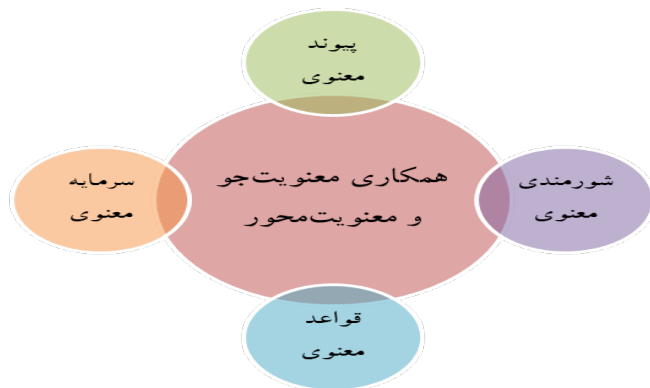 پیوند
معنوی
همکاری معنویت‌جو
و معنویت‌محور
شورمندی
معنوی
سرمایه
معنوی
قواعد
معنوی